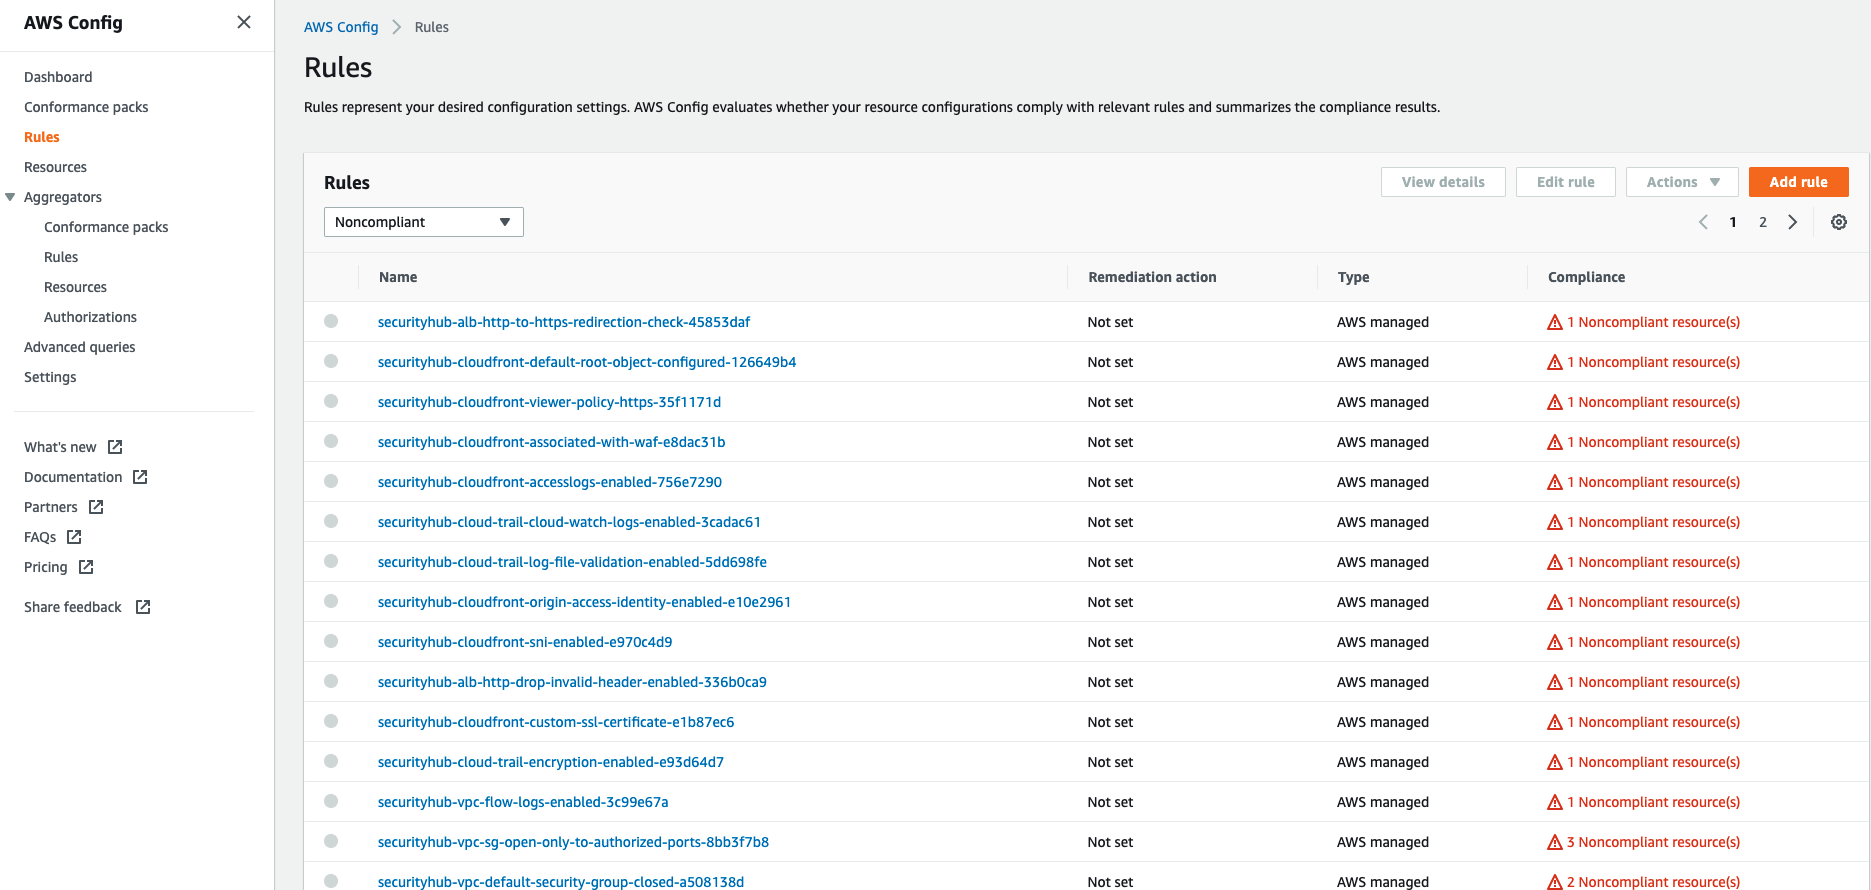 AWS Config
Dashboard
Conformance packs
Rules
Resources
Aggregators
Conformance packs
Rules
Resources
Authorizations
Advanced queries
Settings
What's new
Documentation
Partners
FAQs
Pricing
Share feedback
AWS Config > Rules
Rules
Rules represent your desired configuration settings. AWS Config evaluates whether your resource configurations comply with relevant rules and summarizes the compliance results.
Rules View details Edit rule Actions Add rule
Noncompliant 1 2
Name Remediation action Type Compliance
securityhub-alb-http-to-https-redirection-check-45853daf Not set AWS managed 1 Noncompliant resource(s)
securityhub-cloudfront-default-root-object-configured-126649b4 Not set AWS managed 1 Noncompliant resource(s)
securityhub-cloudfront-viewer-policy-https-35f1171d Not set AWS managed 1 Noncompliant resource(s)
securityhub-cloudfront-associated-with-waf-e8dac31b Not set AWS managed 1 Noncompliant resource(s)
securityhub-cloudfront-accesslogs-enabled-756e7290 Not set AWS managed 1 Noncompliant resource(s)
securityhub-cloud-trail-cloud-watch-logs-enabled-3cadac61 Not set AWS managed 1 Noncompliant resource(s)
securityhub-cloud-trail-log-file-validation-enabled-5dd698fe Not set AWS managed 1 Noncompliant resource(s)
securityhub-cloudfront-origin-access-identity-enabled-e10e2961 Not set AWS managed 1 Noncompliant resource(s)
securityhub-cloudfront-sni-enabled-e970c4d9 Not set AWS managed 1 Noncompliant resource(s)
securityhub-alb-http-drop-invalid-header-enabled-336b0ca9 Not set AWS managed 1 Noncompliant resource(s)
securityhub-cloudfront-custom-ssl-certificate-e1b87ec6 Not set AWS managed 1 Noncompliant resource(s)
securityhub-cloud-trail-encryption-enabled-e93d64d7 Not set AWS managed 1 Noncompliant resource(s)
securityhub-vpc-flow-logs-enabled-3c99e67a Not set AWS managed 1 Noncompliant resource(s)
securityhub-vpc-sg-open-only-to-authorized-ports-8bb3f7b8 Not set AWS managed 3 Noncompliant resource(s)
securityhub-vpc-default-security-group-closed-a508138d Not set AWS managed 2 Noncompliant resource(s)